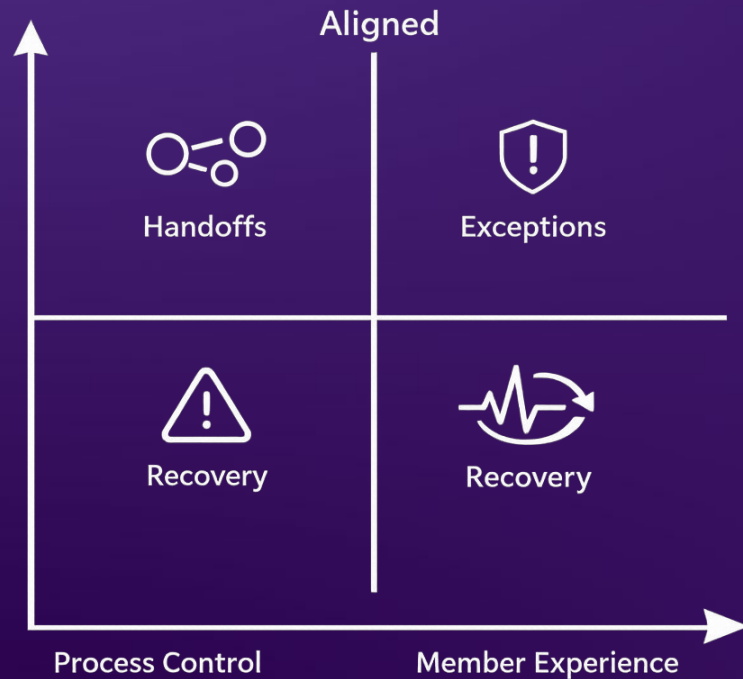 Aligned
Handoffs
Exceptions
Recovery
Recovery
Process Control
Member Experience